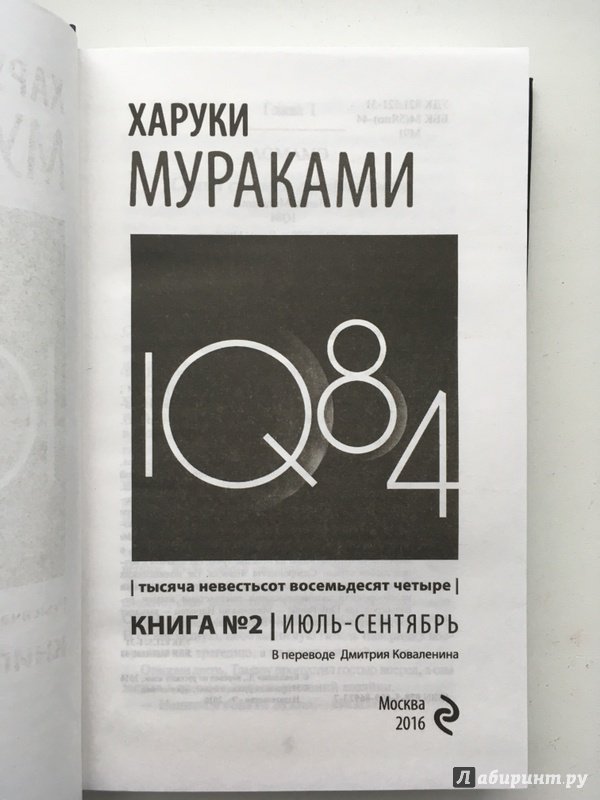 ХАРУКИ
МУРАКАМИ
1Q84
| тысяча невестьсот восемьдесят четыре |
КНИГА №2 | ИЮЛЬ-СЕНТЯБРЬ
В переводе Дмитрия Коваленина
Москва
2016
Лабиринт.ру